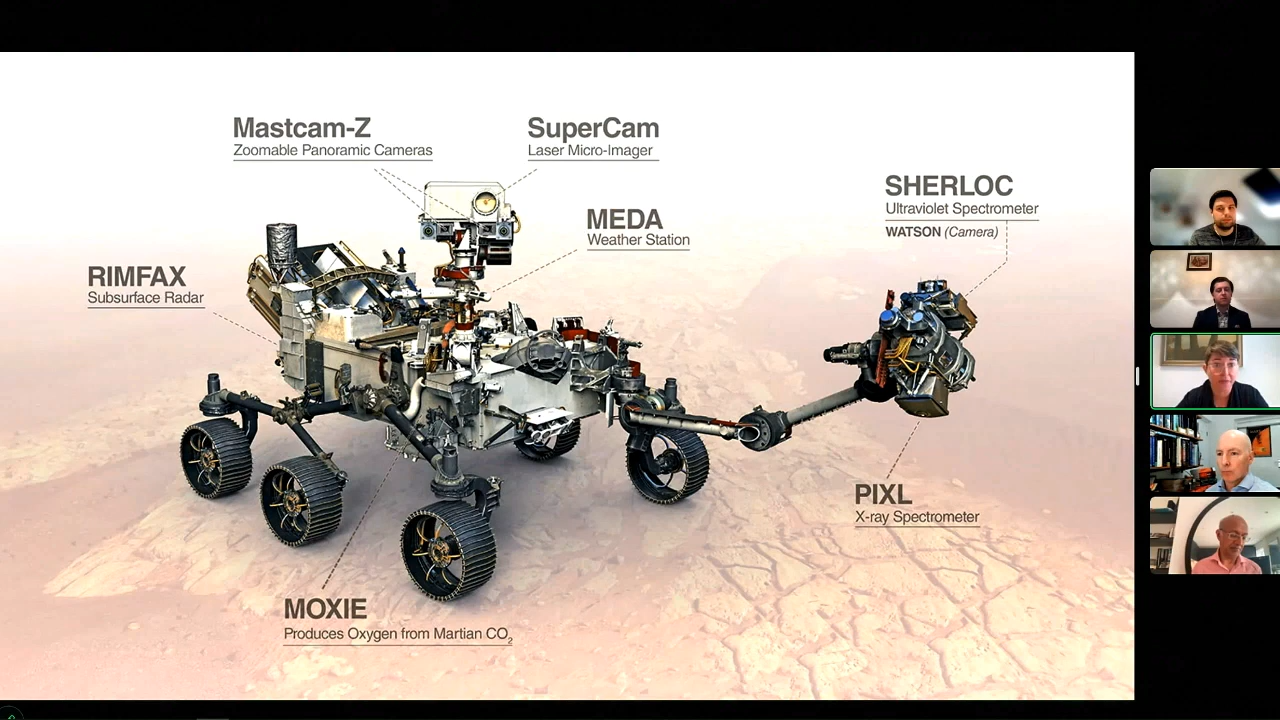 Mastcam-Z
Zoomable Panoramic Cameras
SuperCam
Laser Micro-Imager
SHERLOC
Ultraviolet Spectrometer
WATSON (Camera)
MEDA
Weather Station
RIMFAX
Subsurface Radar
PIXL
X-ray Spectrometer
MOXIE
Produces Oxygen from Martian CO₂